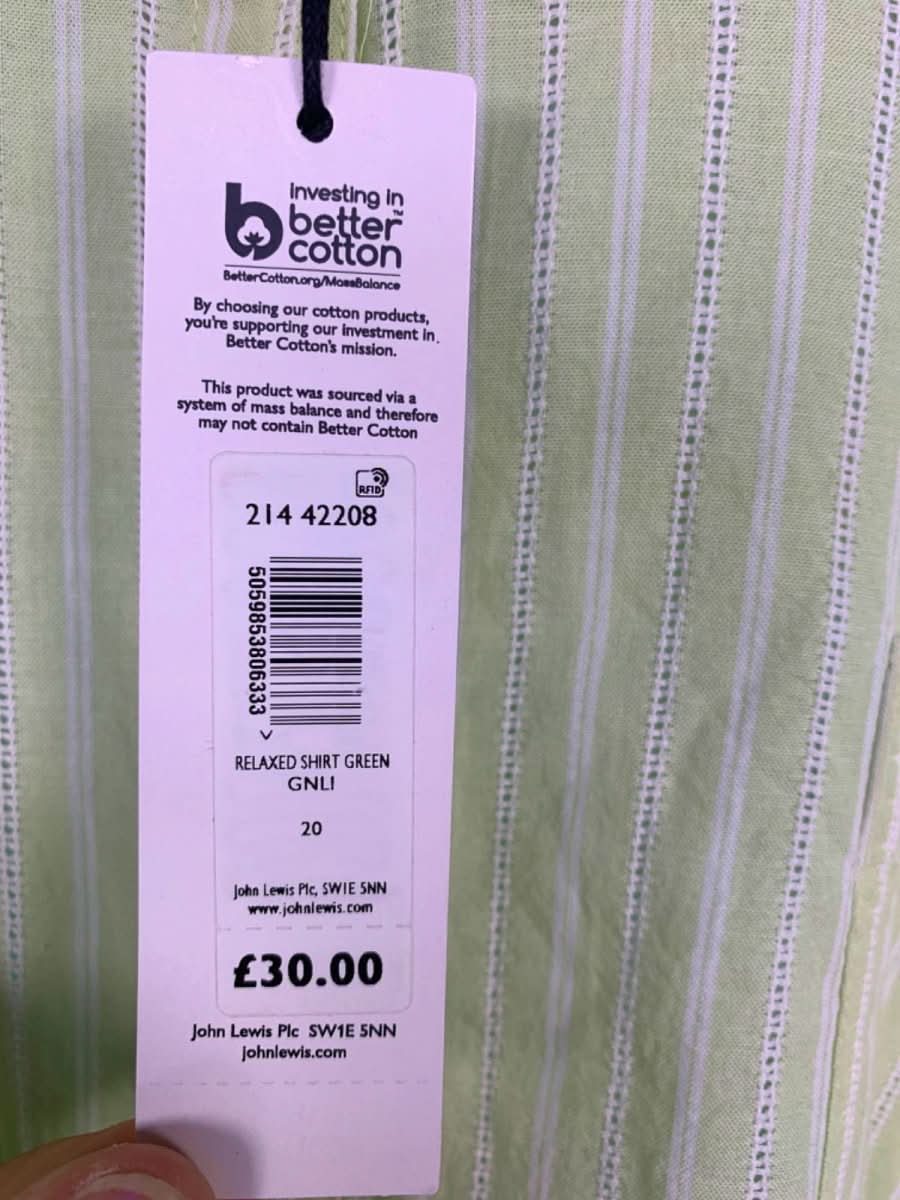 investing in
better™
cotton
BetterCotton.org/MassBalance
By choosing our cotton products,
you're supporting our investment in
Better Cotton's mission.
This product was sourced via a
system of mass balance and therefore
may not contain Better Cotton
RFID
214 42208
5059853806333
RELAXED SHIRT GREEN
GNLI
20
John Lewis Plc, SW1E 5NN
www.johnlewis.com
£30.00
John Lewis Plc SW1E 5NN
johnlewis.com